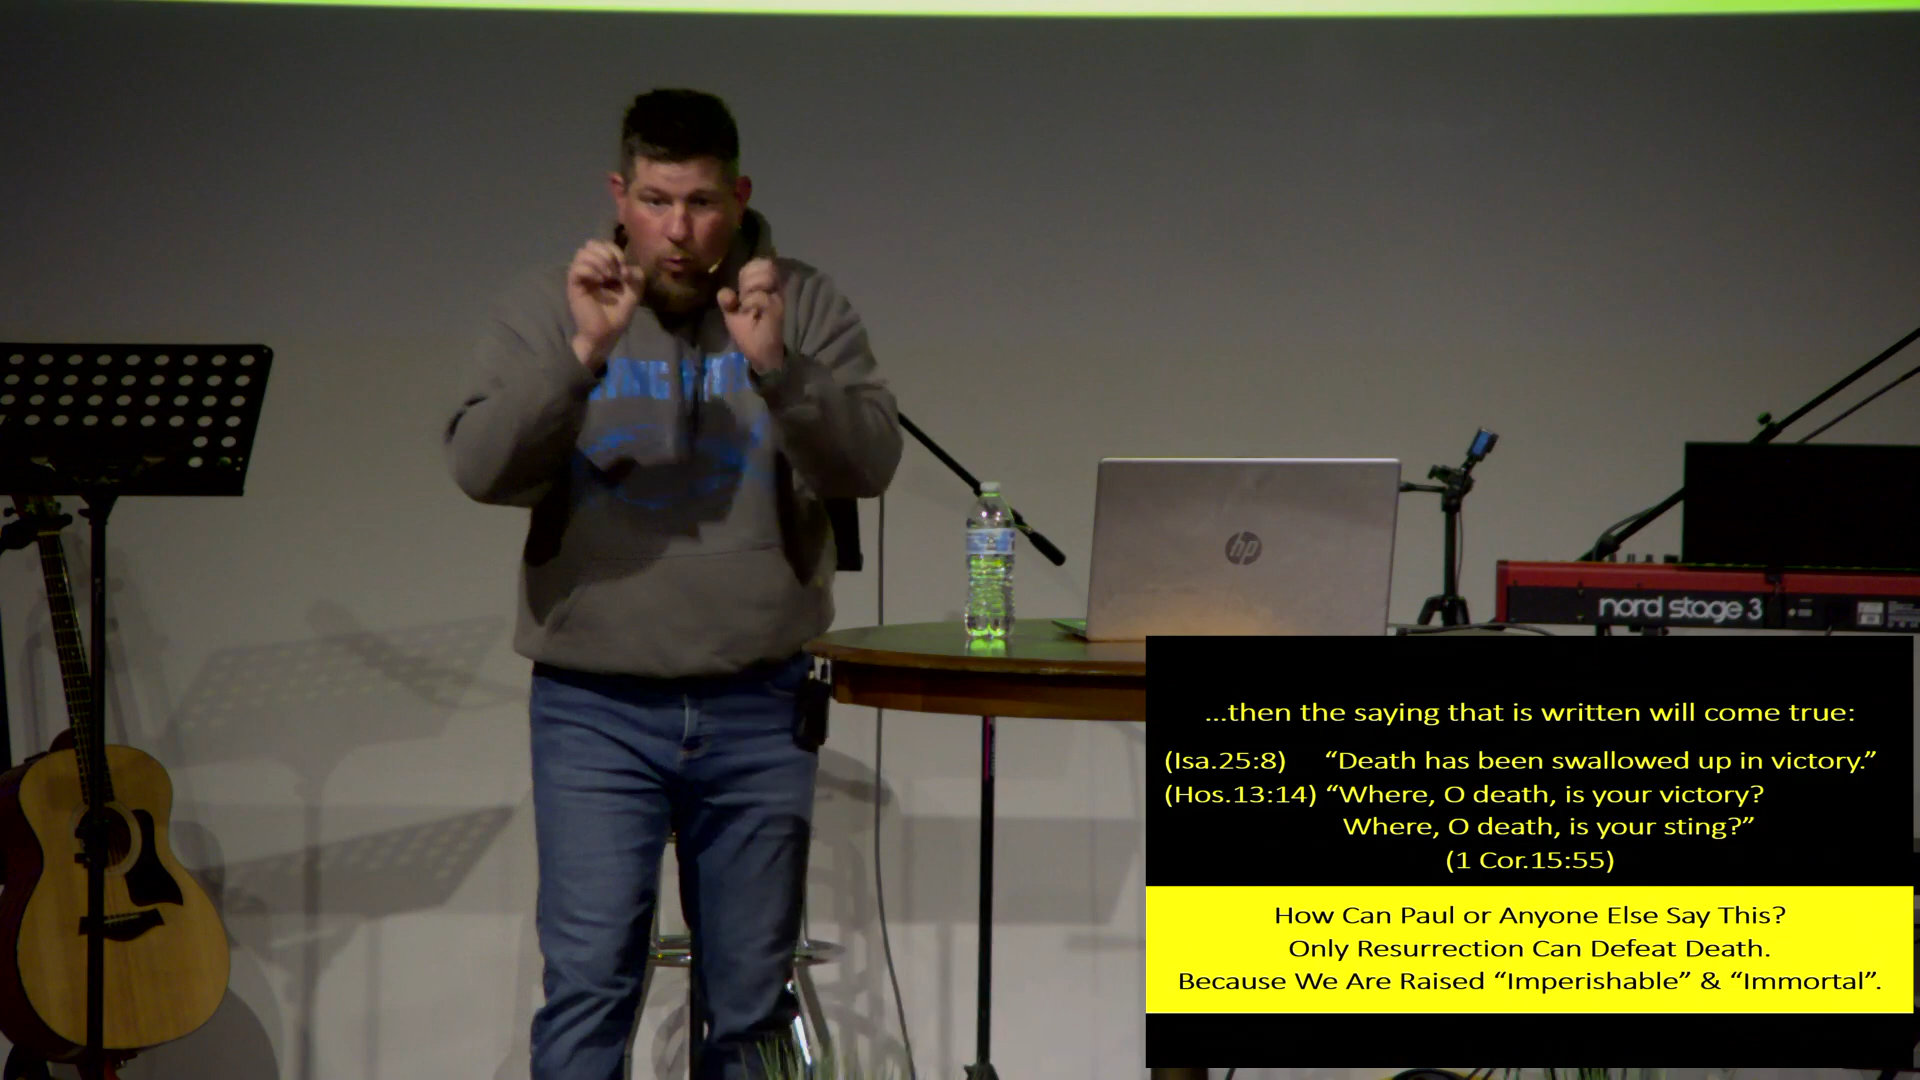 hp
nord stage 3
...then the saying that is written will come true:
(Isa.25:8) “Death has been swallowed up in victory.”
(Hos.13:14) “Where, O death, is your victory?
Where, O death, is your sting?”
(1 Cor.15:55)
How Can Paul or Anyone Else Say This?
Only Resurrection Can Defeat Death.
Because We Are Raised “Imperishable” & “Immortal”.